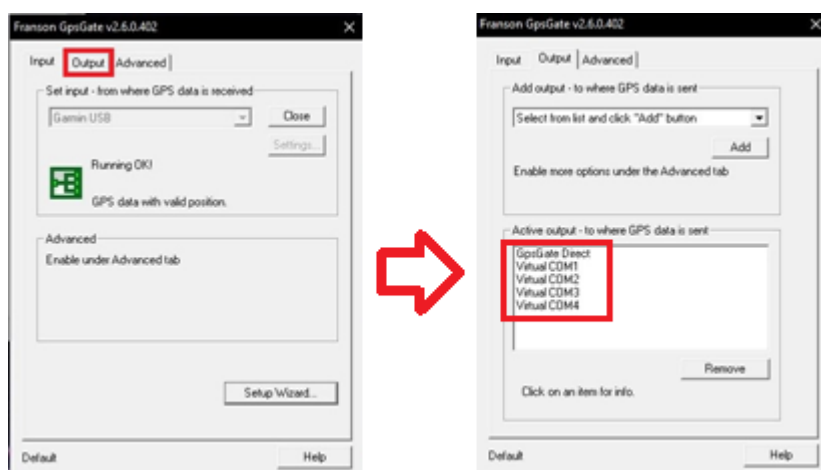 Franson GpsGate v2.6.0.402
Input Output Advanced
Set input - from where GPS data is received
Garmin USB
Close
Settings...
Running OK!
GPS data with valid position.
Advanced
Enable under Advanced tab
Setup Wizard...
Default
Help
Franson GpsGate v2.6.0.402
Input Output Advanced
Add output - to where GPS data is sent
Select from list and click "Add" button
Add
Enable more options under the Advanced tab
Active output - to where GPS data is sent
GpsGate Direct
Virtual COM1
Virtual COM2
Virtual COM3
Virtual COM4
Remove
Click on an item for info.
Default
Help